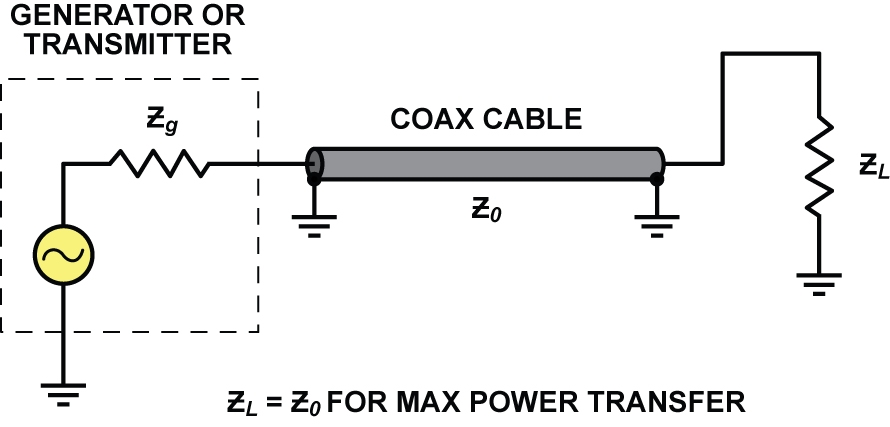 GENERATOR OR
TRANSMITTER
Zg
COAX CABLE
Z0
ZL
ZL = Z0 FOR MAX POWER TRANSFER